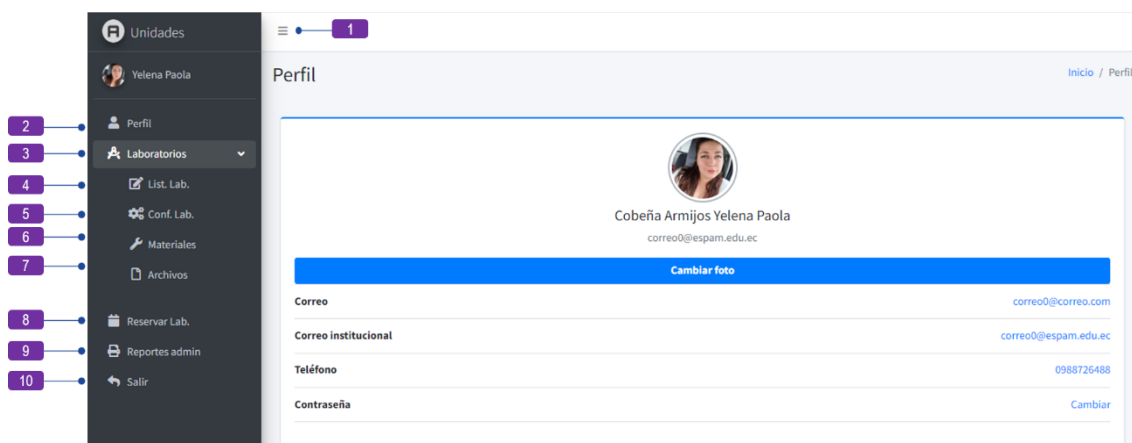 Unidades
1
Yelena Paola
Perfil
Inicio / Perfil
2 Perfil
3 Laboratorios
4 List. Lab.
5 Conf. Lab.
6 Materiales
7 Archivos
8 Reservar Lab.
9 Reportes admin
10 Salir
Cobeña Armijos Yelena Paola
correo0@espam.edu.ec
Cambiar foto
Correo correo0@correo.com
Correo institucional correo0@espam.edu.ec
Teléfono 0988726488
Contraseña Cambiar